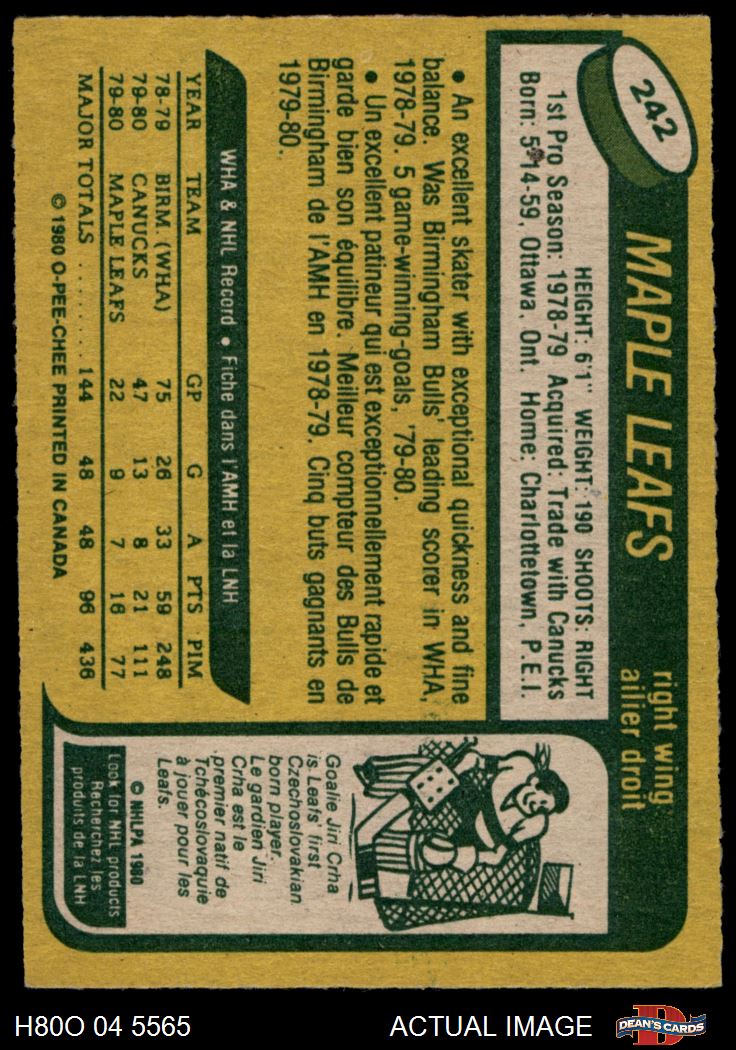 242
MAPLE LEAFS
right wing
ailier droit
HEIGHT: 6'1" WEIGHT: 190 SHOOTS: RIGHT
1st Pro Season: 1978-79 Acquired: Trade with Canucks
Born: 5-14-59, Ottawa, Ont. Home: Charlottetown, P.E.I.
• An excellent skater with exceptional quickness and fine
balance. Was Birmingham Bulls' leading scorer in WHA,
1978-79. 5 game-winning-goals, '79-80.
• Un excellent patineur qui est exceptionnellement rapide et
garde bien son équilibre. Meilleur compteur des Bulls de
Birmingham de l'AMH en 1978-79. Cinq buts gagnants en
1979-80.
WHA & NHL Record • Fiche dans l'AMH et la LNH
YEAR TEAM GP G A PTS PIM
78-79 BIRM. (WHA) 75 26 33 59 248
79-80 CANUCKS 47 13 8 21 111
79-80 MAPLE LEAFS 22 9 7 16 77
MAJOR TOTALS ........ 144 48 48 96 436
© 1980 O-PEE-CHEE PRINTED IN CANADA
Goalie Jiri Crha
is Leafs' first
Czechoslovakian
born player.
Le gardien Jiri
Crha est le
premier natif de
Tchécoslovaquie
à jouer pour les
Leafs.
© NHLPA 1980
Look for NHL products
Recherchez les
produits de la LNH
H80O 04 5565
ACTUAL IMAGE
D
DEAN'S CARDS